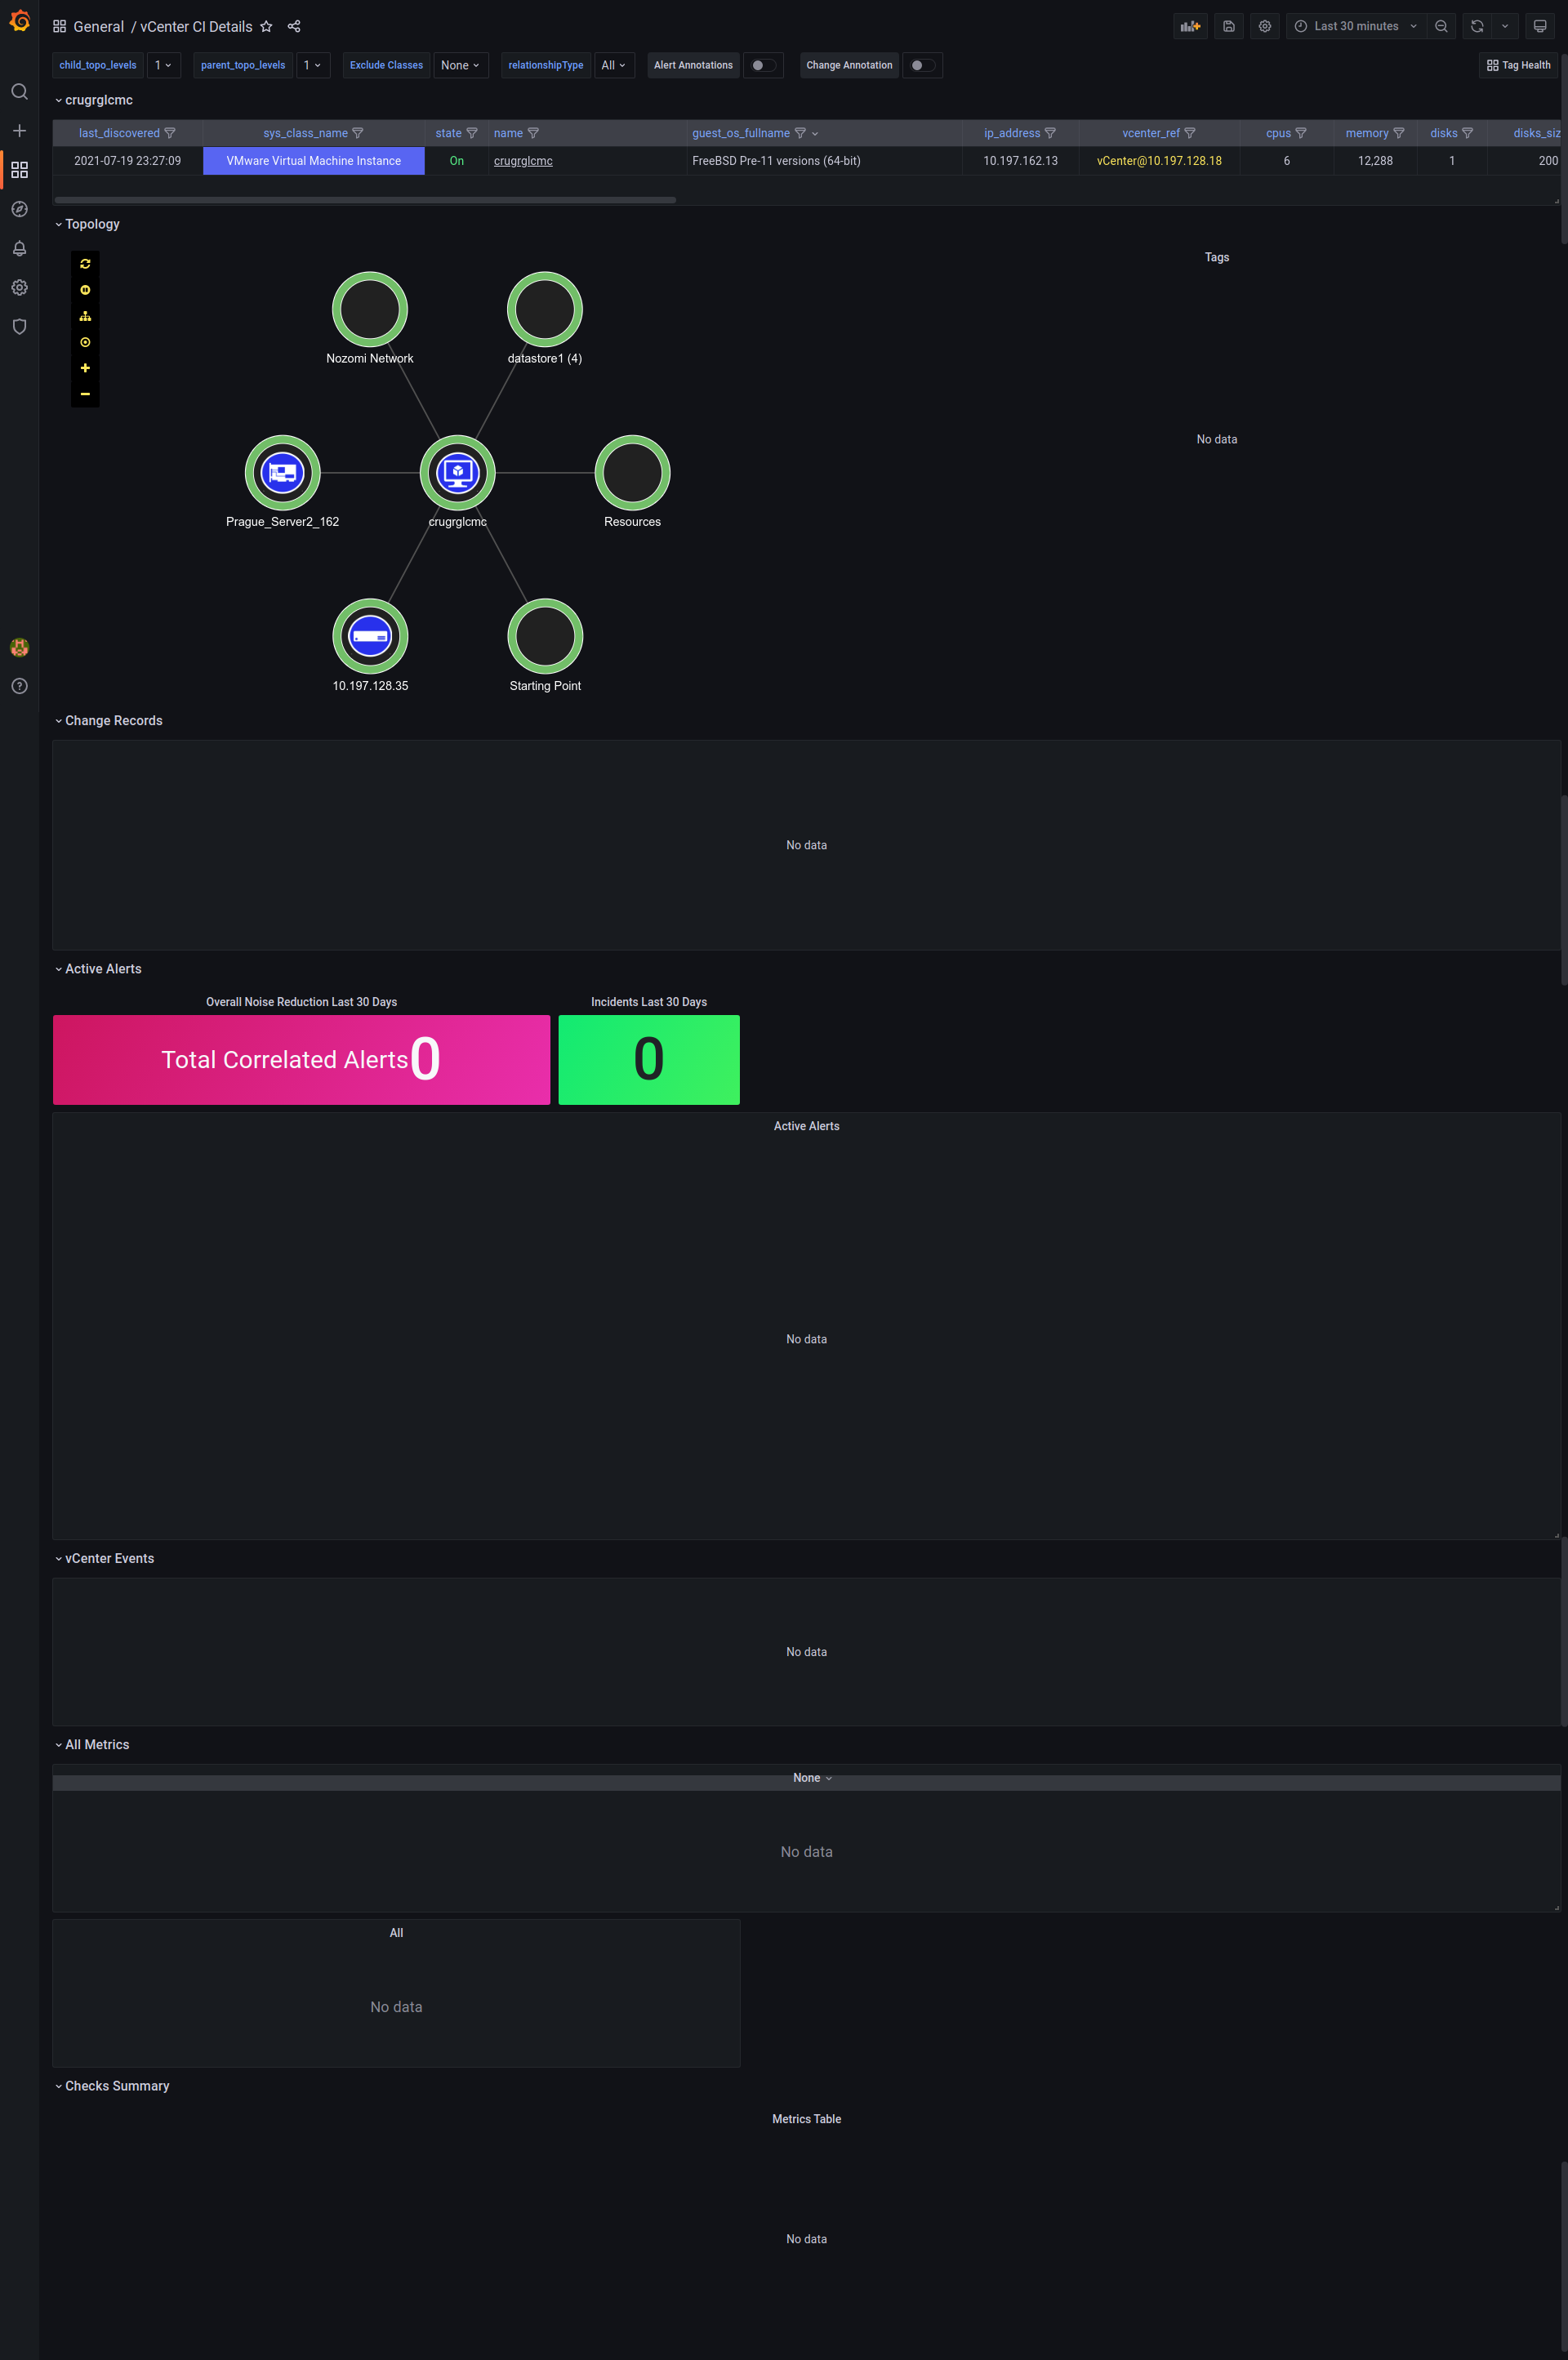 General / vCenter CI Details
Last 30 minutes
child_topo_levels 1 parent_topo_levels 1 Exclude Classes None relationshipType All Alert Annotations Change Annotation Tag Health
crugrglcmc
last_discovered sys_class_name state name guest_os_fullname ip_address vcenter_ref cpus memory disks disks_siz
2021-07-19 23:27:09 VMware Virtual Machine Instance On crugrglcmc FreeBSD Pre-11 versions (64-bit) 10.197.162.13 vCenter@10.197.128.18 6 12,288 1 200
Topology
Tags
Nozomi Network datastore1 (4)
No data
Prague_Server2_162 crugrglcmc Resources
10.197.128.35 Starting Point
Change Records
No data
Active Alerts
Overall Noise Reduction Last 30 Days Incidents Last 30 Days
Total Correlated Alerts0 0
Active Alerts
No data
vCenter Events
No data
All Metrics
None
No data
All
No data
Checks Summary
Metrics Table
No data